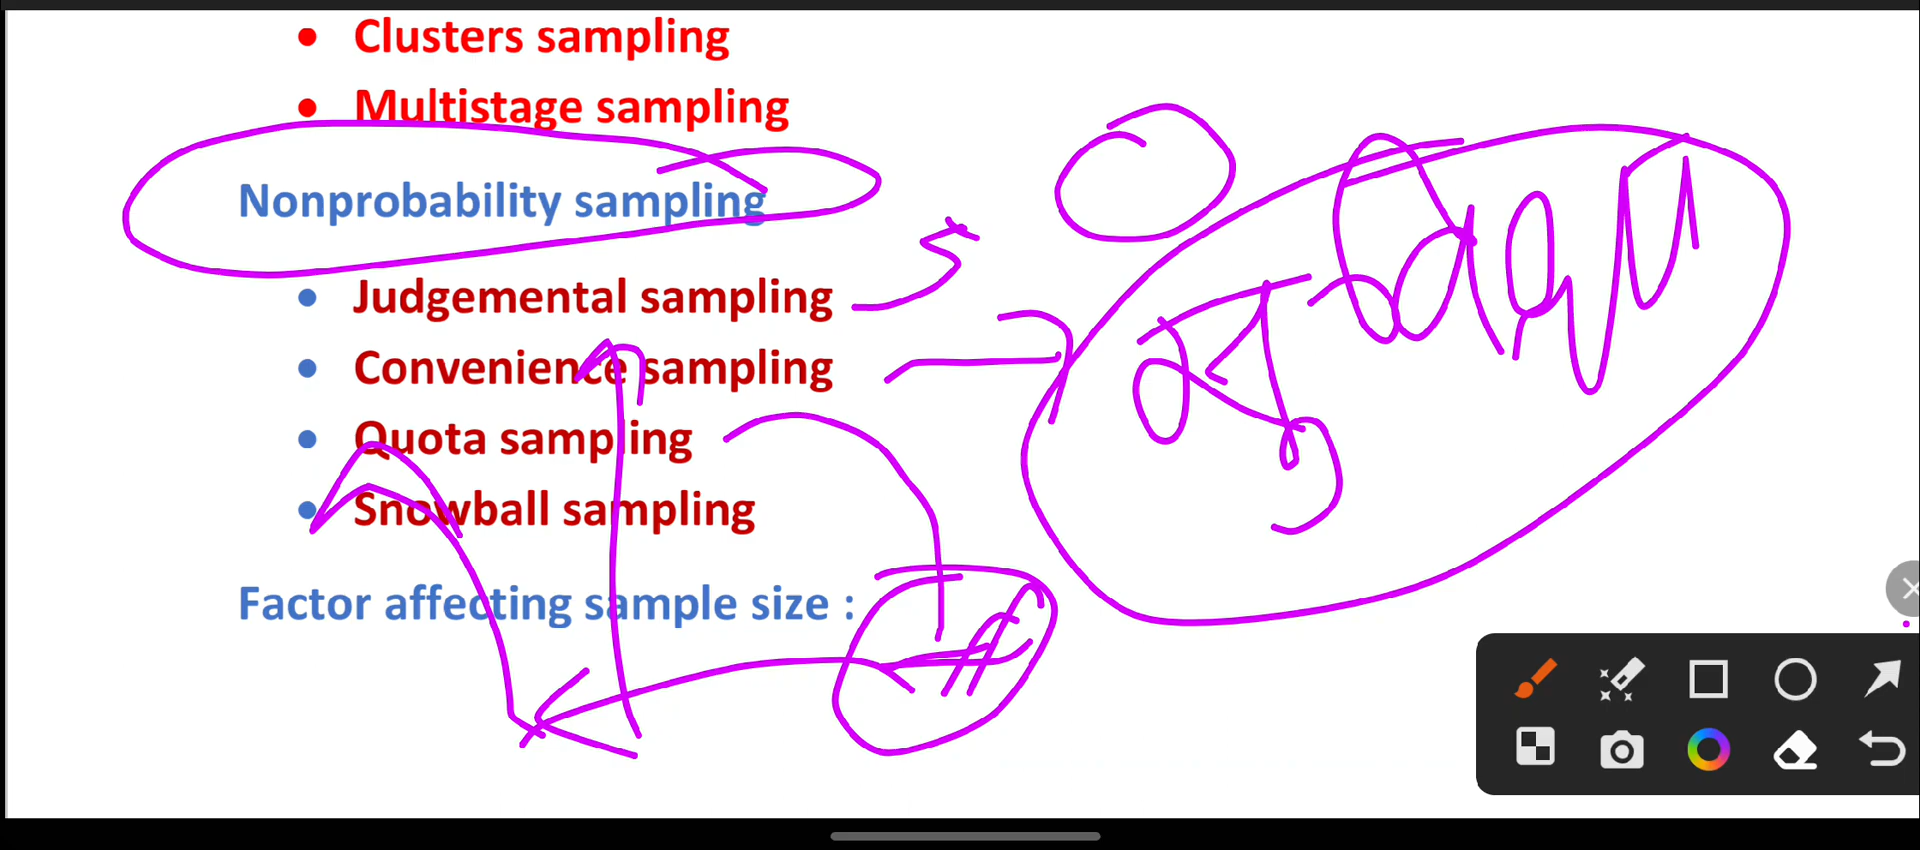 • Clusters sampling
• Multistage sampling
Nonprobability sampling
• Judgemental sampling
• Convenience sampling
• Quota sampling
• Snowball sampling
Factor affecting sample size :